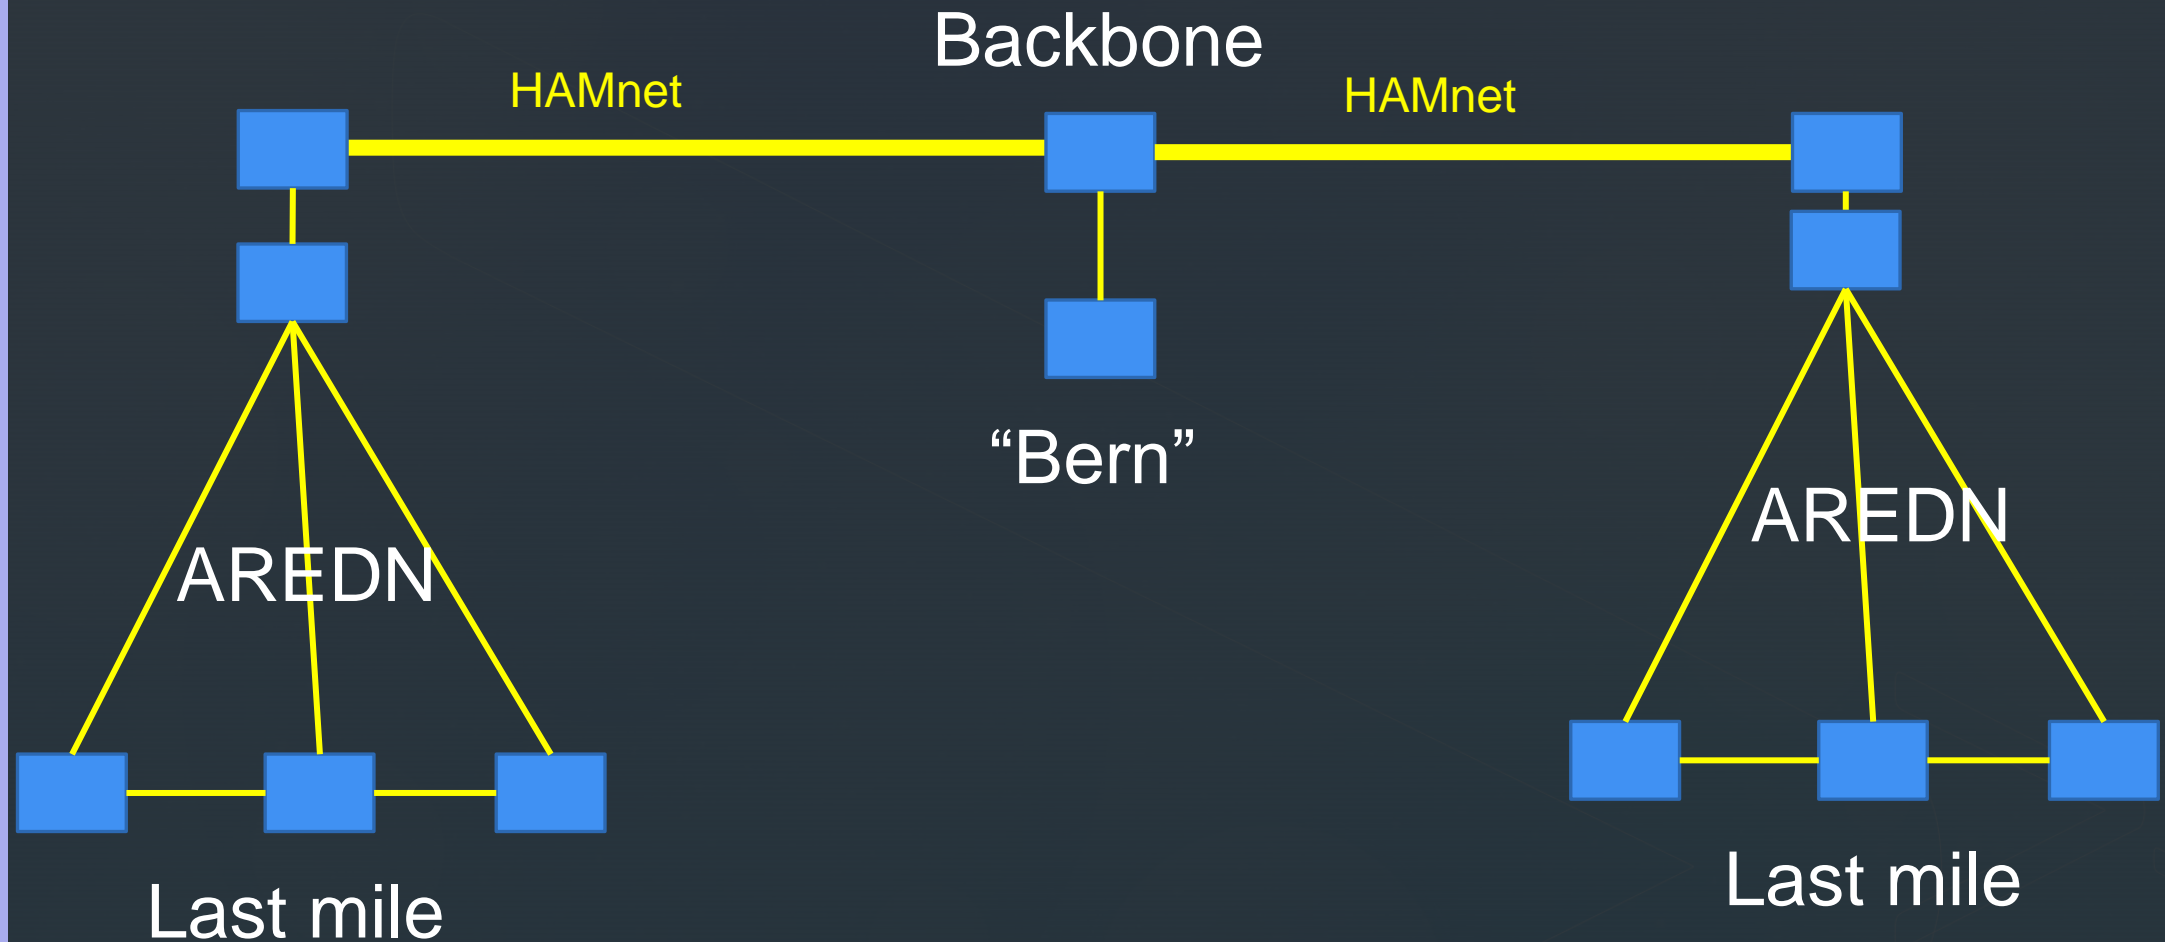 Backbone
HAMnet
HAMnet
“Bern”
AREDN
AREDN
Last mile
Last mile